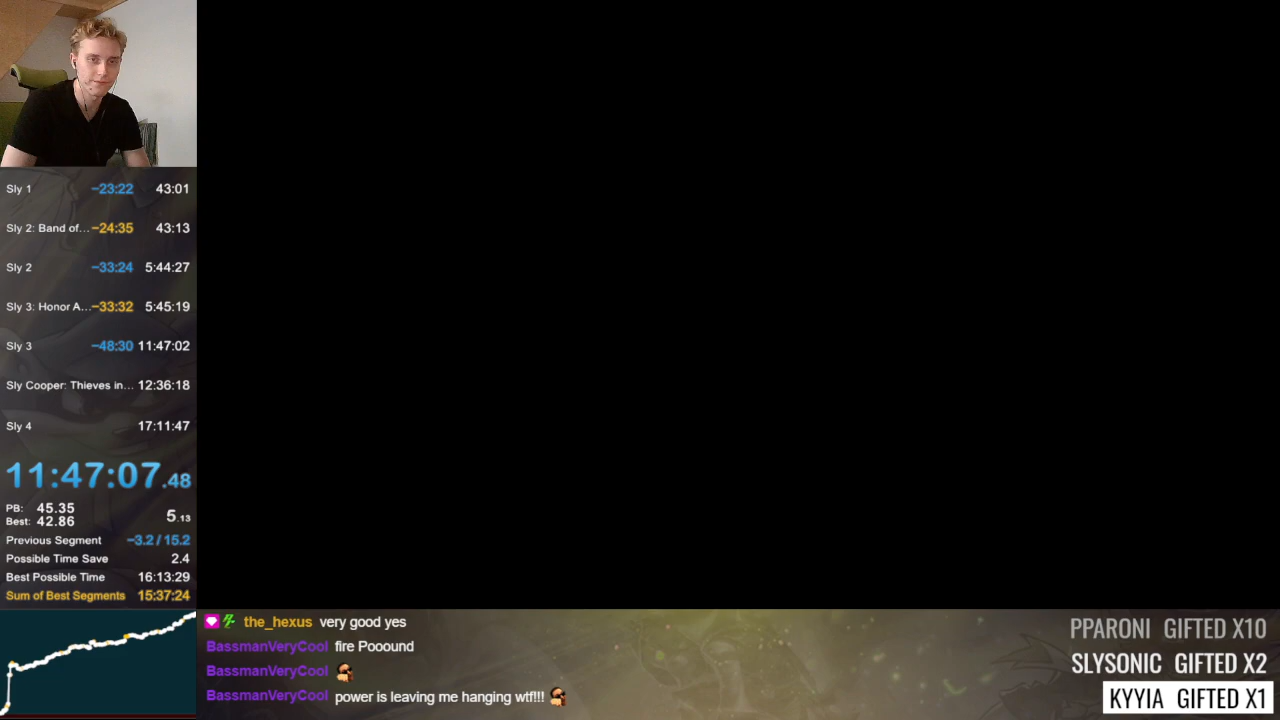 Sly 1 −23:22 43:01
Sly 2: Band of... −24:35 43:13
Sly 2 −33:24 5:44:27
Sly 3: Honor A... −33:32 5:45:19
Sly 3 −48:30 11:47:02
Sly Cooper: Thieves in... 12:36:18
Sly 4 17:11:47
11:47:07.48
PB: 45.35
Best: 42.86 5.13
Previous Segment −3.2 / 15.2
Possible Time Save 2.4
Best Possible Time 16:13:29
Sum of Best Segments 15:37:24
the_hexus very good yes
BassmanVeryCool fire Pooound
BassmanVeryCool
BassmanVeryCool power is leaving me hanging wtf!!!
PPARONI GIFTED X10
SLYSONIC GIFTED X2
KYYIA GIFTED X1